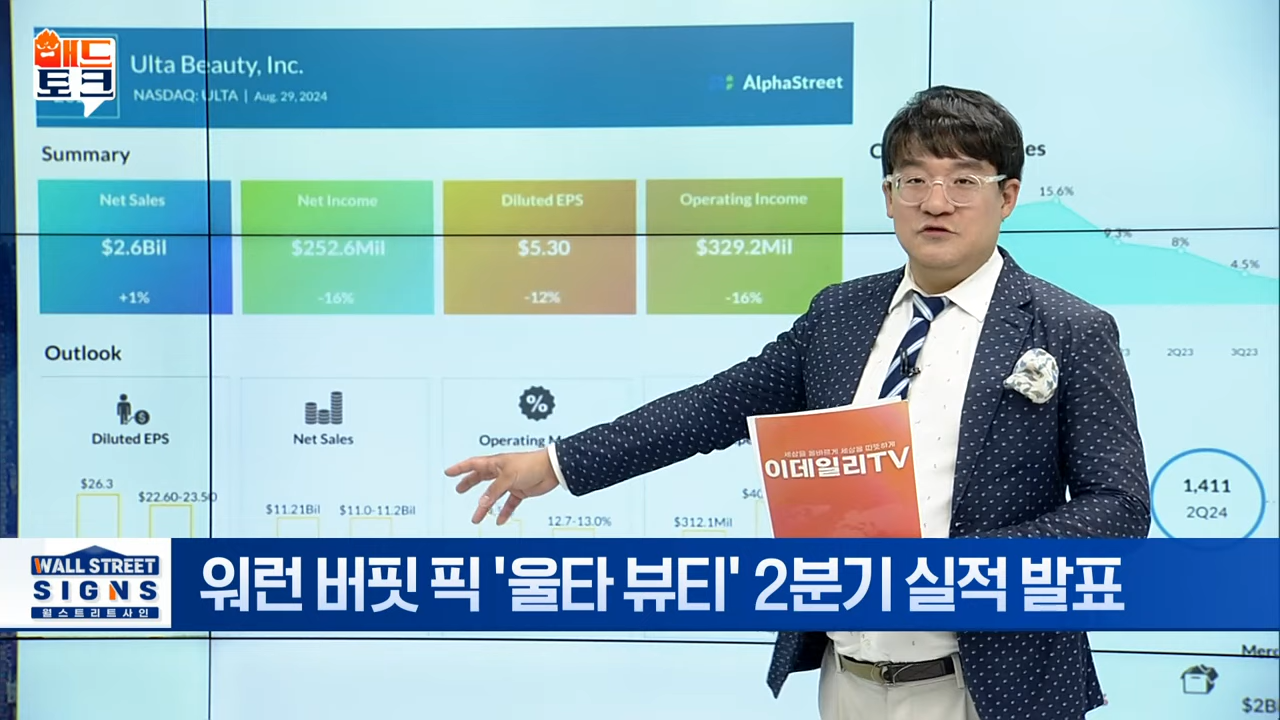 매드
토크
Ulta Beauty, Inc.
NASDAQ: ULTA | Aug. 29, 2024
AlphaStreet
Summary
Net Sales
$2.6Bil
+1%
Net Income
$252.6Mil
-16%
Diluted EPS
$5.30
-12%
Operating Income
$329.2Mil
-16%
15.6%
9.3%
8%
4.5%
2Q23
3Q23
Outlook
Diluted EPS
$26.3
$22.60-23.50
Net Sales
$11.21Bil
$11.0-11.2Bil
Operating
12.7-13.0%
$312.1Mil
1,411
2Q24
이데일리TV
WALL STREET
SIGNS
월스트리트사인
워런 버핏 픽 '울타 뷰티' 2분기 실적 발표